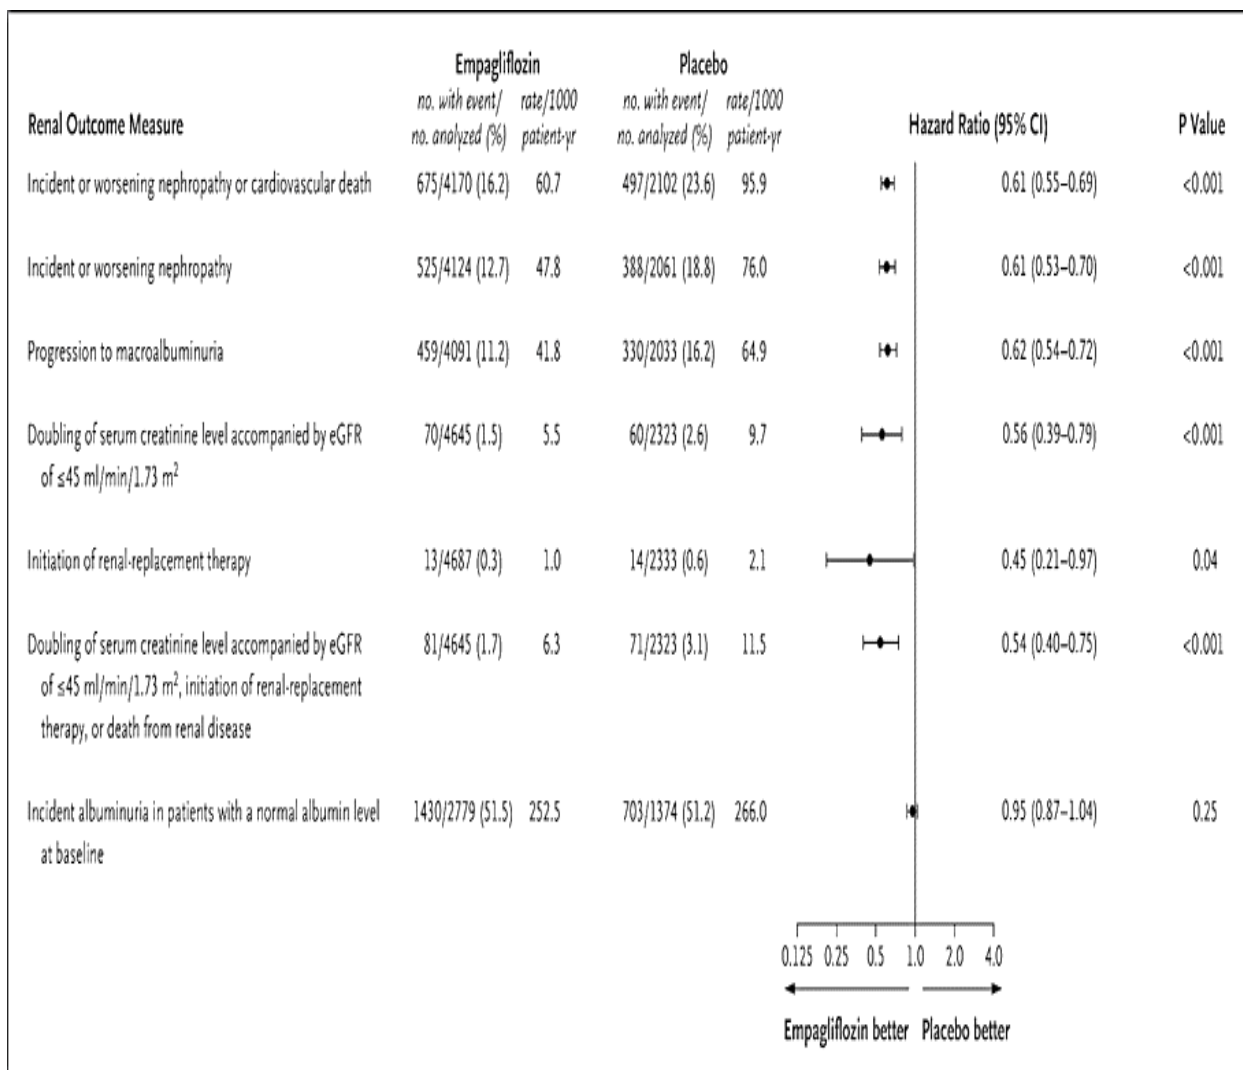 Empagliflozin Placebo
no. with event/ rate/1000 no. with event/ rate/1000
Renal Outcome Measure no. analyzed (%) patient-yr no. analyzed (%) patient-yr Hazard Ratio (95% CI) P Value
Incident or worsening nephropathy or cardiovascular death 675/4170 (16.2) 60.7 497/2102 (23.6) 95.9 0.61 (0.55–0.69) <0.001
Incident or worsening nephropathy 525/4124 (12.7) 47.8 388/2061 (18.8) 76.0 0.61 (0.53–0.70) <0.001
Progression to macroalbuminuria 459/4091 (11.2) 41.8 330/2033 (16.2) 64.9 0.62 (0.54–0.72) <0.001
Doubling of serum creatinine level accompanied by eGFR 70/4645 (1.5) 5.5 60/2323 (2.6) 9.7 0.56 (0.39–0.79) <0.001
of ≤45 ml/min/1.73 m²
Initiation of renal-replacement therapy 13/4687 (0.3) 1.0 14/2333 (0.6) 2.1 0.45 (0.21–0.97) 0.04
Doubling of serum creatinine level accompanied by eGFR 81/4645 (1.7) 6.3 71/2323 (3.1) 11.5 0.54 (0.40–0.75) <0.001
of ≤45 ml/min/1.73 m², initiation of renal-replacement
therapy, or death from renal disease
Incident albuminuria in patients with a normal albumin level 1430/2779 (51.5) 252.5 703/1374 (51.2) 266.0 0.95 (0.87–1.04) 0.25
at baseline
0.125 0.25 0.5 1.0 2.0 4.0
Empagliflozin better Placebo better